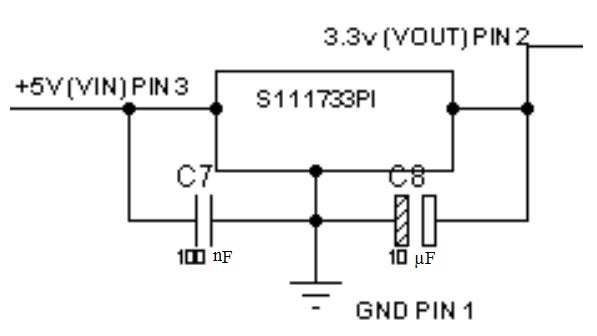 3.3v (VOUT) PIN 2
+5V (VIN) PIN 3
S111733PI
C7
C8
100 nF
10 µF
GND PIN 1